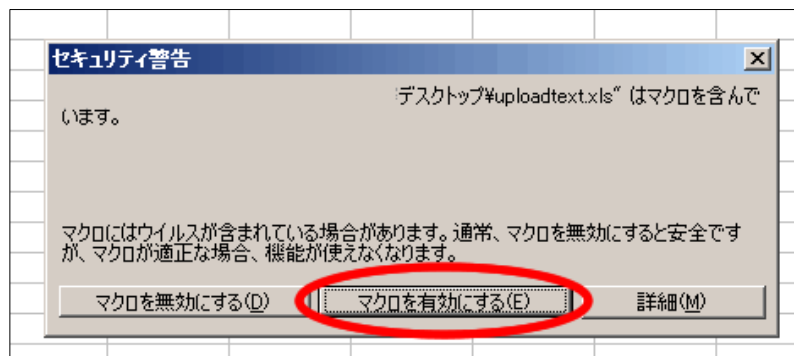 セキュリティ警告
デスクトップ¥uploadtext.xls" はマクロを含んで
います。
マクロにはウイルスが含まれている場合があります。通常、マクロを無効にすると安全です
が、マクロが適正な場合、機能が使えなくなります。
マクロを無効にする(D) マクロを有効にする(E) 詳細(M)